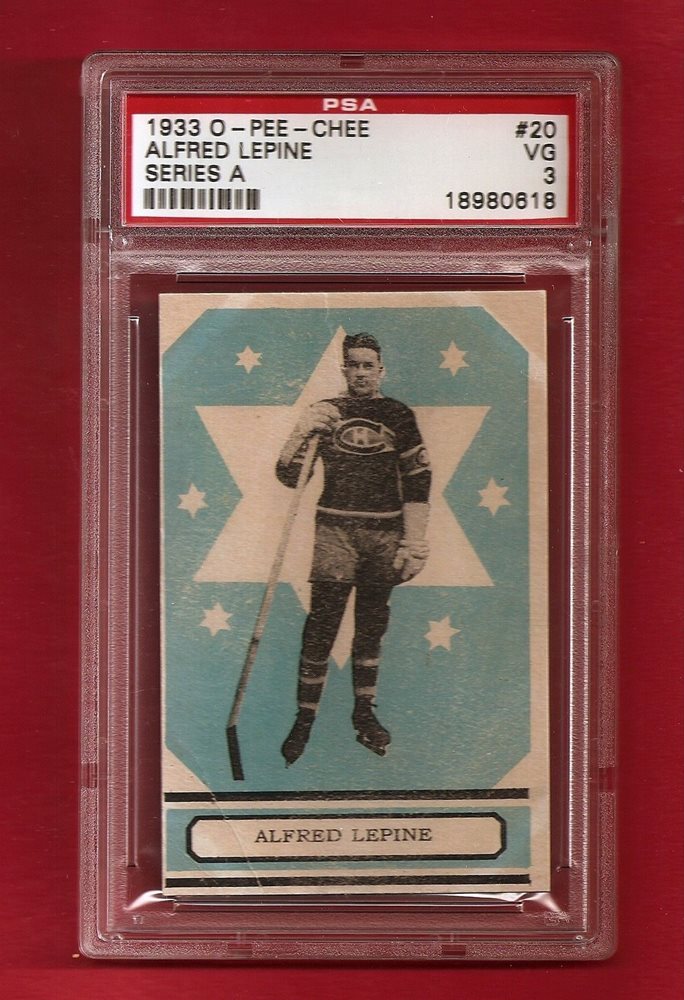 PSA
1933 O-PEE-CHEE #20
ALFRED LEPINE VG
SERIES A 3
18980618
ALFRED LEPINE